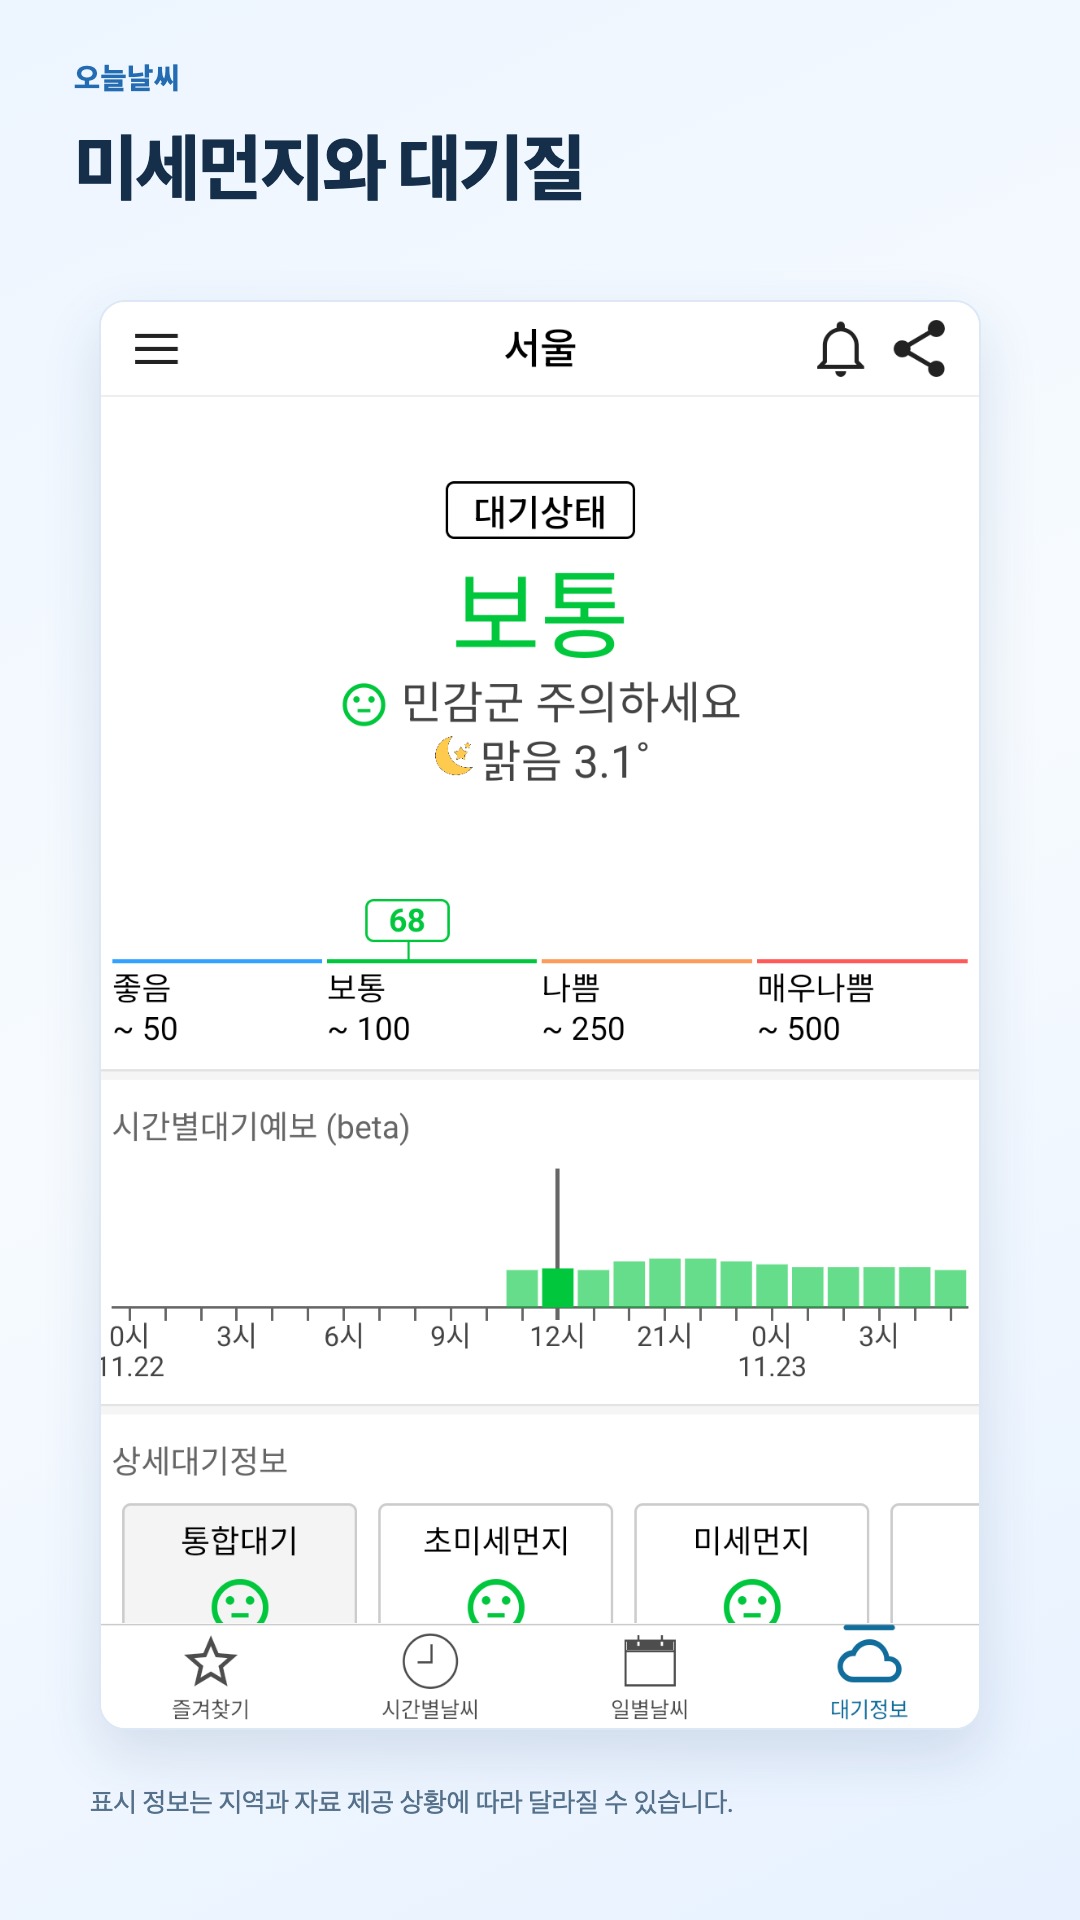 오늘날씨
미세먼지와 대기질
서울
대기상태
보통
민감군 주의하세요
맑음 3.1°
68
좋음 보통 나쁨 매우나쁨
~ 50 ~ 100 ~ 250 ~ 500
시간별대기예보 (beta)
0시 3시 6시 9시 12시 21시 0시 3시
11.22 11.23
상세대기정보
통합대기 초미세먼지 미세먼지
즐겨찾기 시간별날씨 일별날씨 대기정보
표시 정보는 지역과 자료 제공 상황에 따라 달라질 수 있습니다.